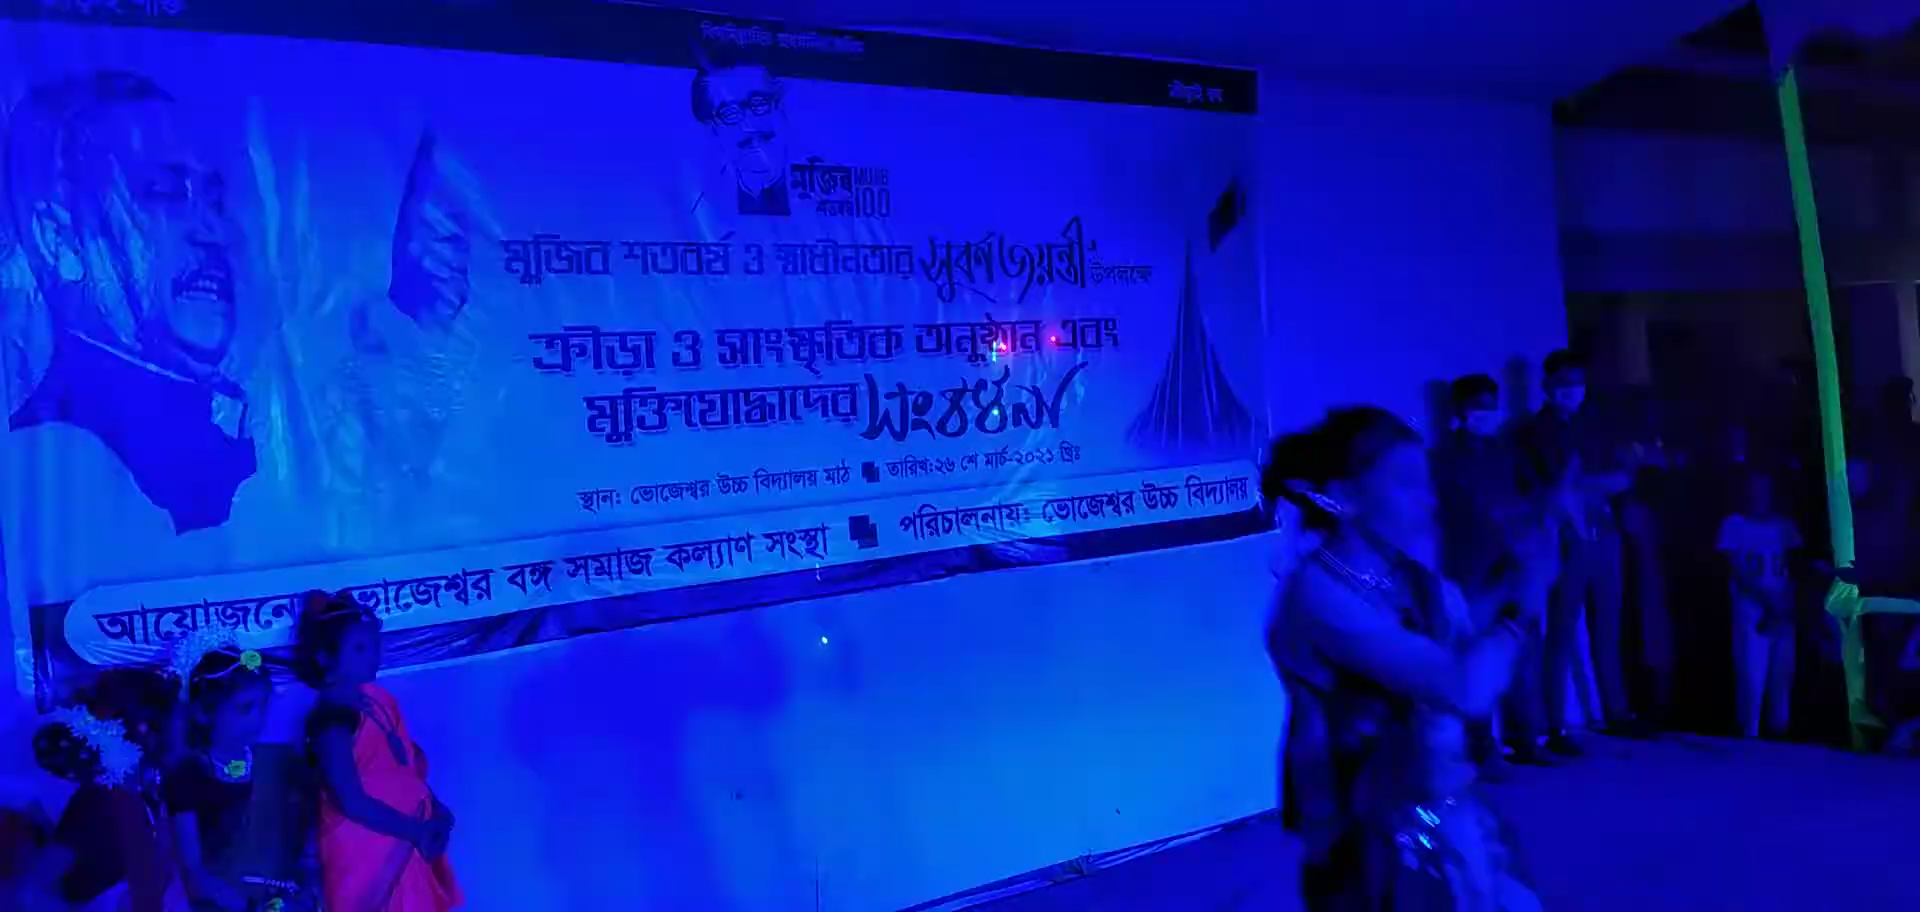 মুজিব MUJIB
শতবর্ষ 100
মুজিব শতবর্ষ ও স্বাধীনতার সুবর্ণ জয়ন্তী উপলক্ষে
ক্রীড়া ও সাংস্কৃতিক অনুষ্ঠান এবং
মুক্তিযোদ্ধাদের সংবর্ধনা
স্থান: ভোজেশ্বর উচ্চ বিদ্যালয় মাঠ তারিখ:২৬ শে মার্চ-২০২১ খ্রিঃ
আয়োজনে ভোজেশ্বর বঙ্গ সমাজ কল্যাণ সংস্থা পরিচালনায়: ভোজেশ্বর উচ্চ বিদ্যালয়